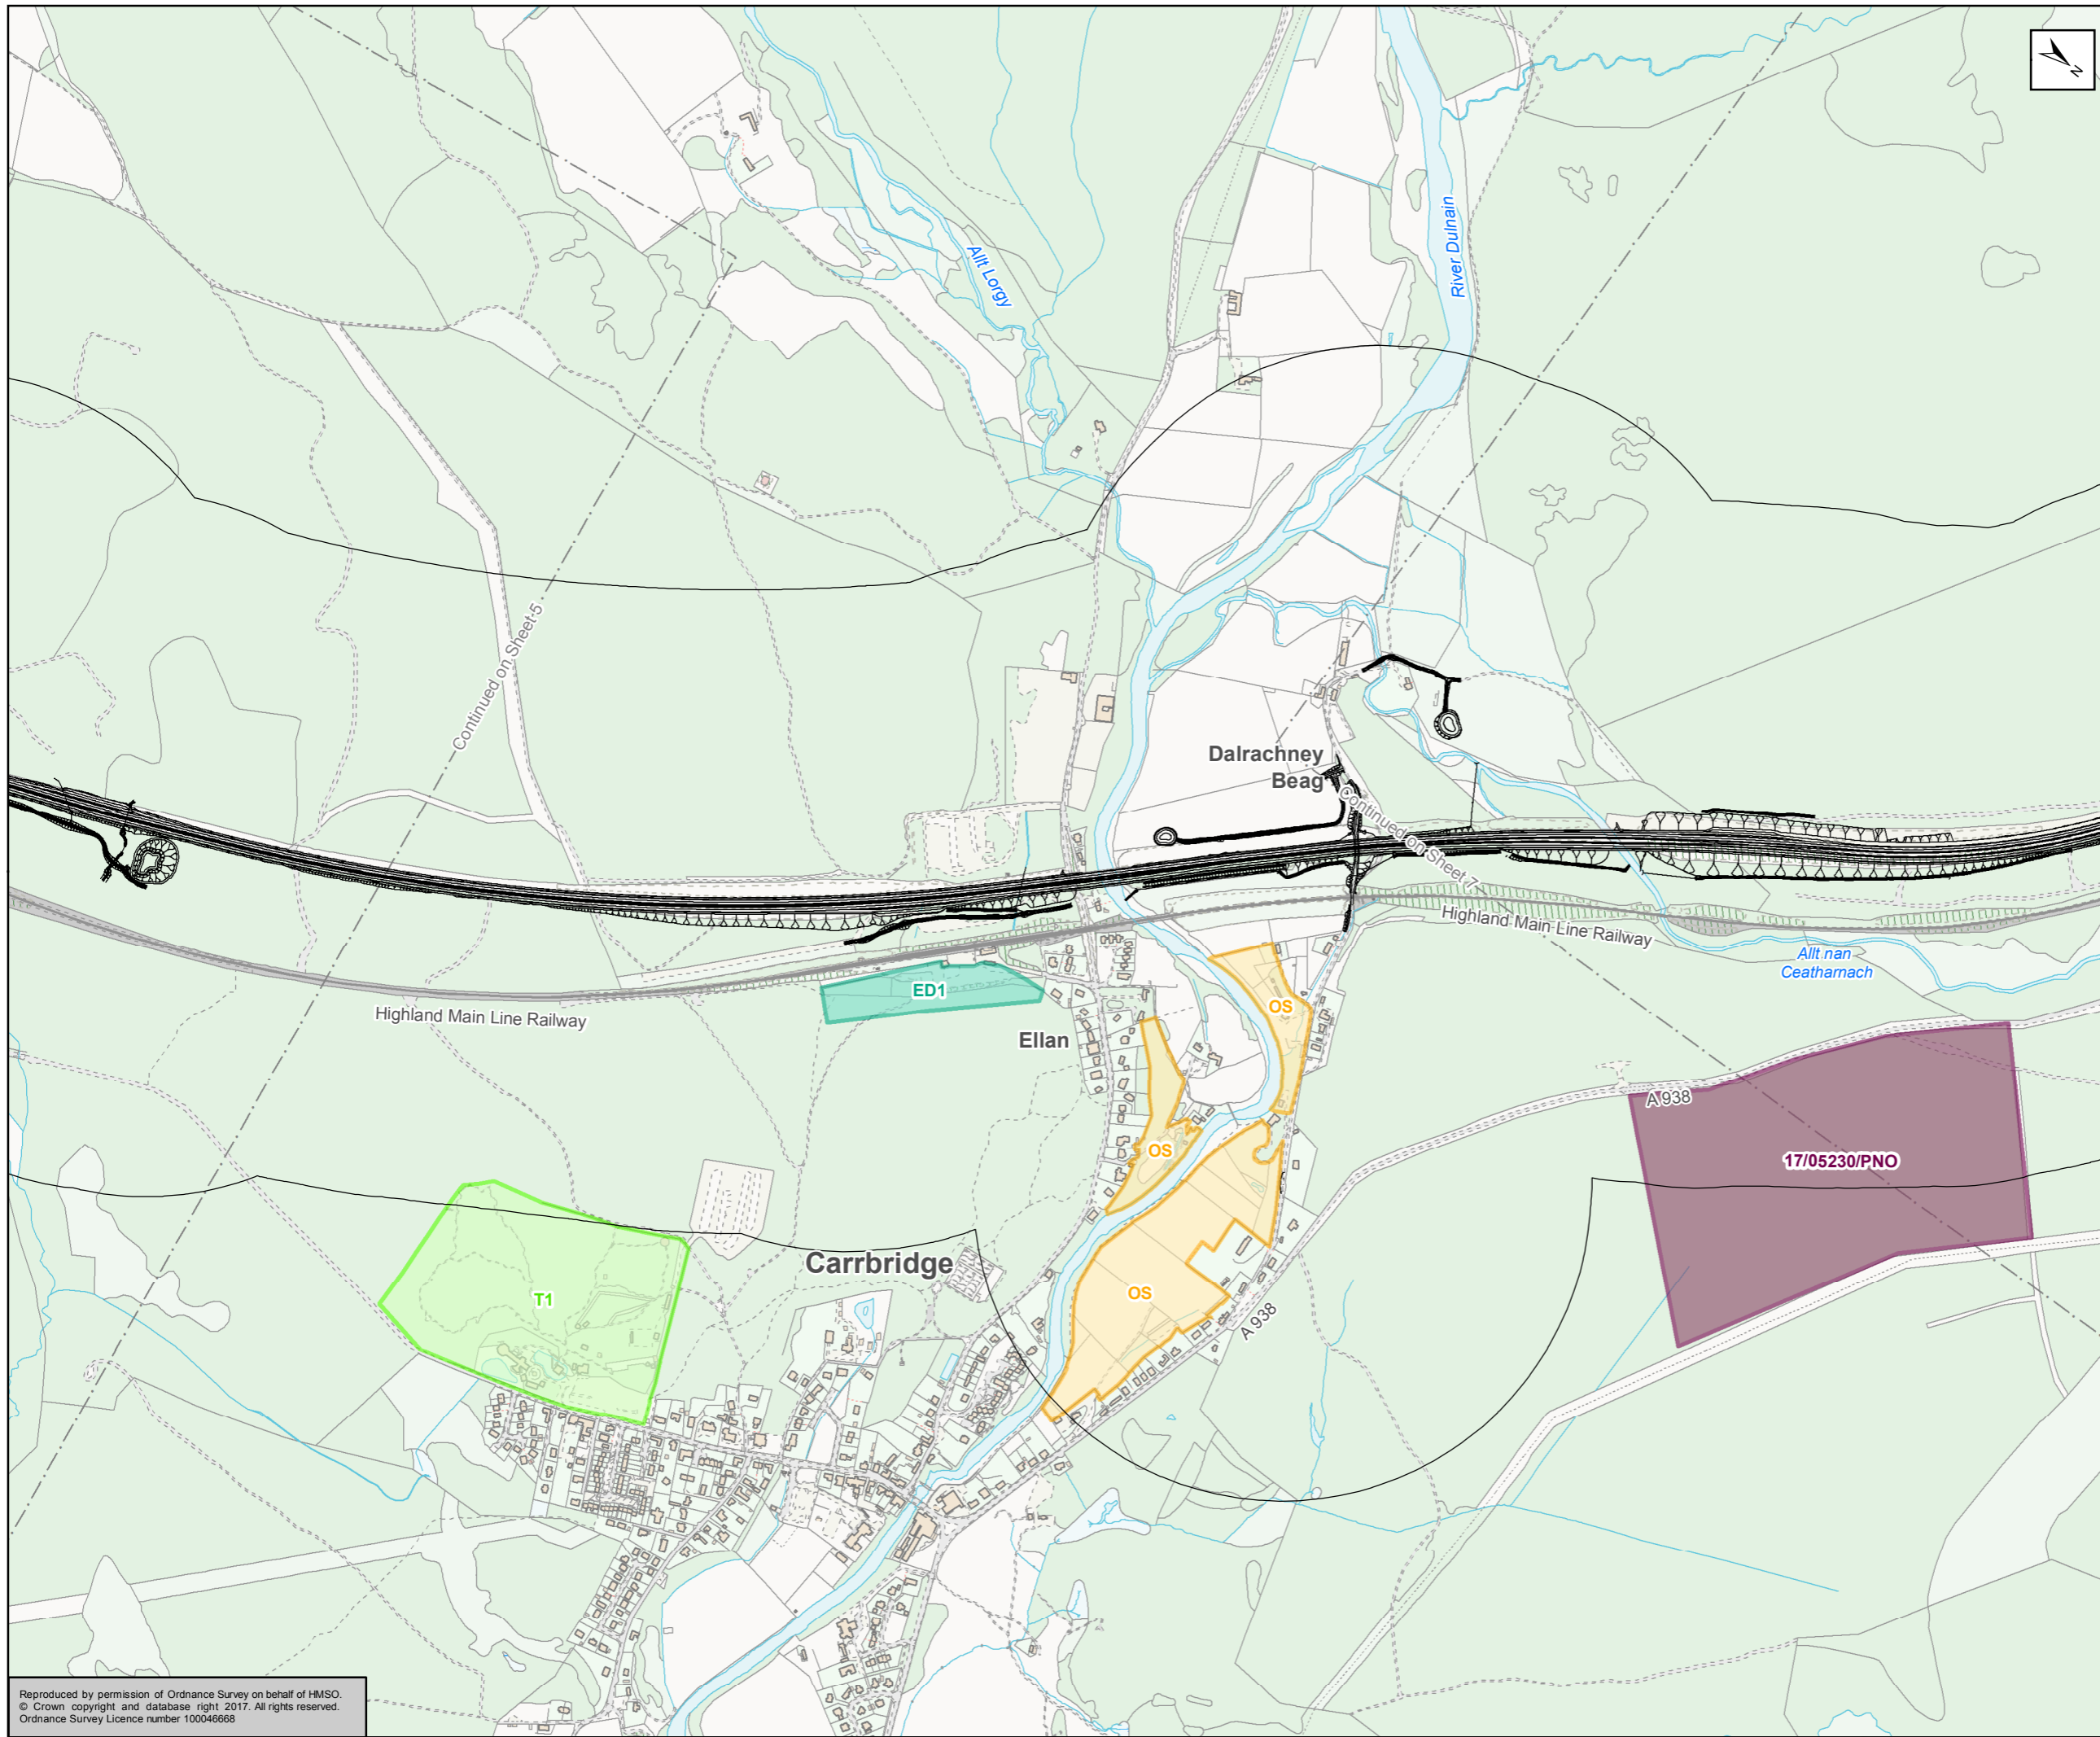 N
River Dulnain
Allt Lorgy
Continued on Sheet 5
Dalrachney
Beag
Continued on Sheet 7
Highland Main Line Railway
Allt nan
Ceatharnach
ED1
OS
Highland Main Line Railway
Ellan
A 938
OS
17/05230/PNO
Carrbridge
T1
OS
A 938
Reproduced by permission of Ordnance Survey on behalf of HMSO.
© Crown copyright and database right 2017. All rights reserved.
Ordnance Survey Licence number 100046668